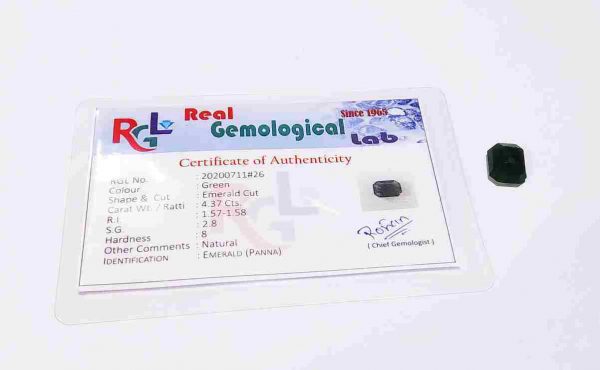 RGL Real Gemological Lab
Since 1963
Certificate of Authenticity
RGL No. : 20200711#26
Colour : Green
Shape & Cut : Emerald Cut
Carat Wt. / Ratti : 4.37 Cts.
R.I. : 1.57-1.58
S.G. : 2.8
Hardness : 8
Other Comments : Natural
IDENTIFICATION : EMERALD (PANNA)
RGL
( Chief Gemologist )